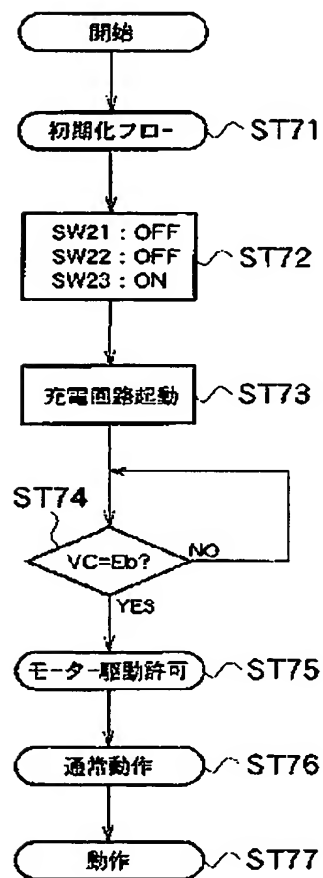 開始
初期化フロー ST71
SW21 : OFF
SW22 : OFF
SW23 : ON
ST72
充電回路起動 ST73
ST74
VC=Eb?
NO
YES
モーター駆動許可 ST75
通常動作 ST76
動作 ST77